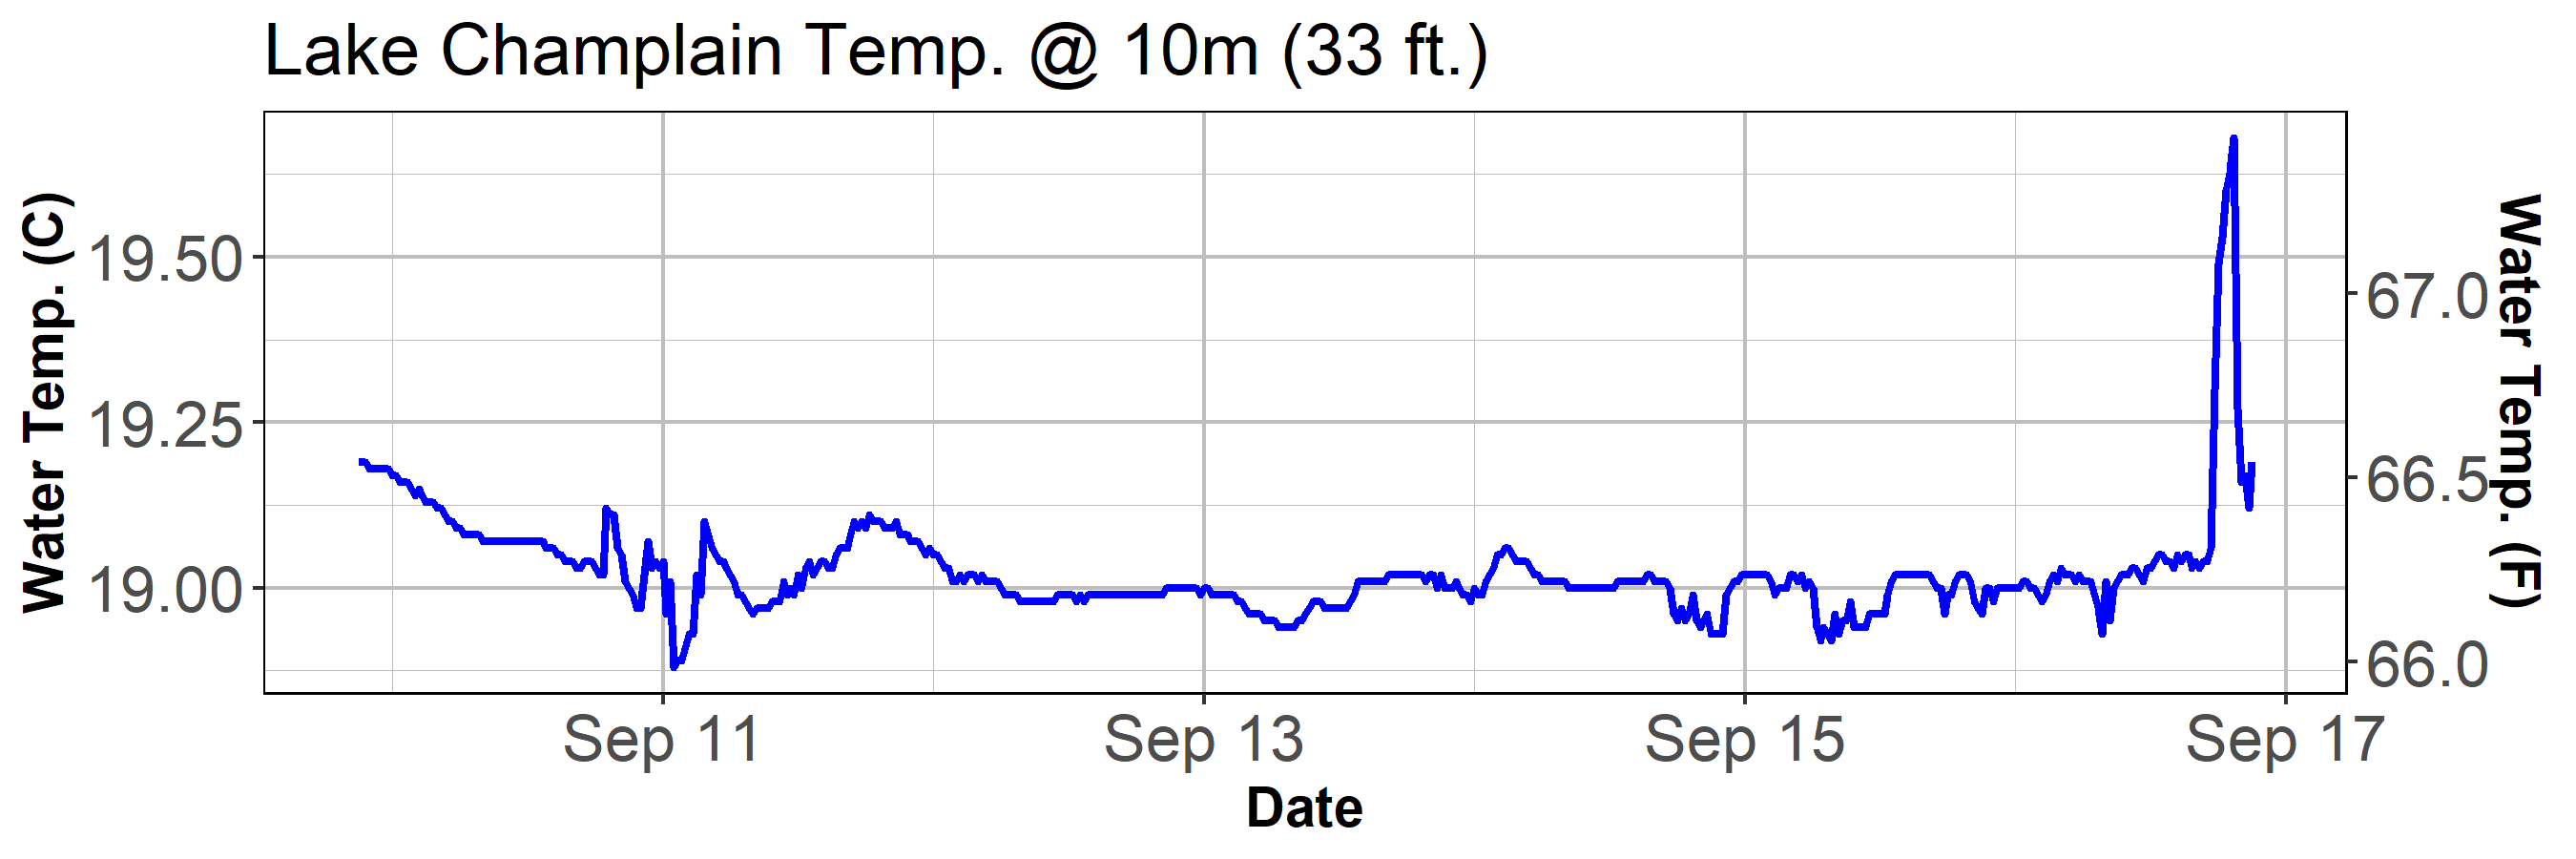 Lake Champlain Temp. @ 10m (33 ft.)
Water Temp. (C)
19.50
19.25
19.00
67.0
66.5
66.0
Water Temp. (F)
Sep 11
Sep 13
Sep 15
Sep 17
Date